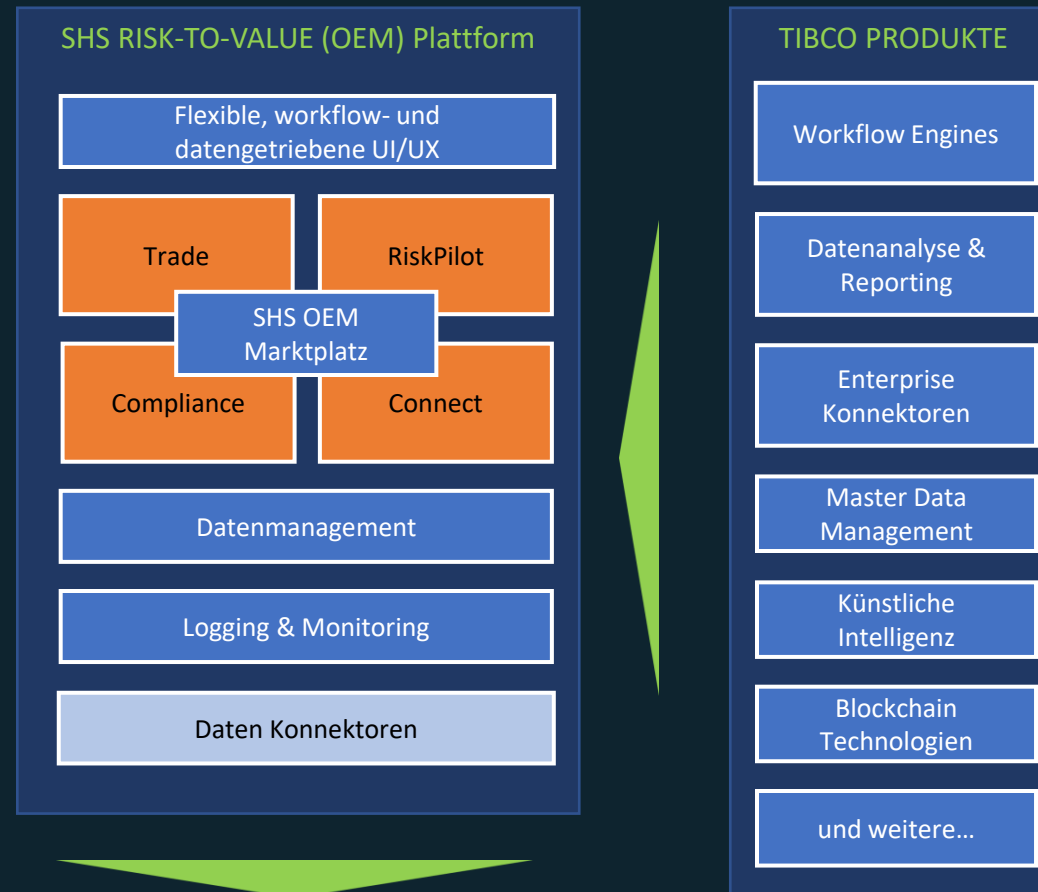 SHS RISK-TO-VALUE (OEM) Plattform
Flexible, workflow- und
datengetriebene UI/UX
Trade
RiskPilot
SHS OEM
Marktplatz
Compliance
Connect
Datenmanagement
Logging & Monitoring
Daten Konnektoren
TIBCO PRODUKTE
Workflow Engines
Datenanalyse &
Reporting
Enterprise
Konnektoren
Master Data
Management
Künstliche
Intelligenz
Blockchain
Technologien
und weitere…